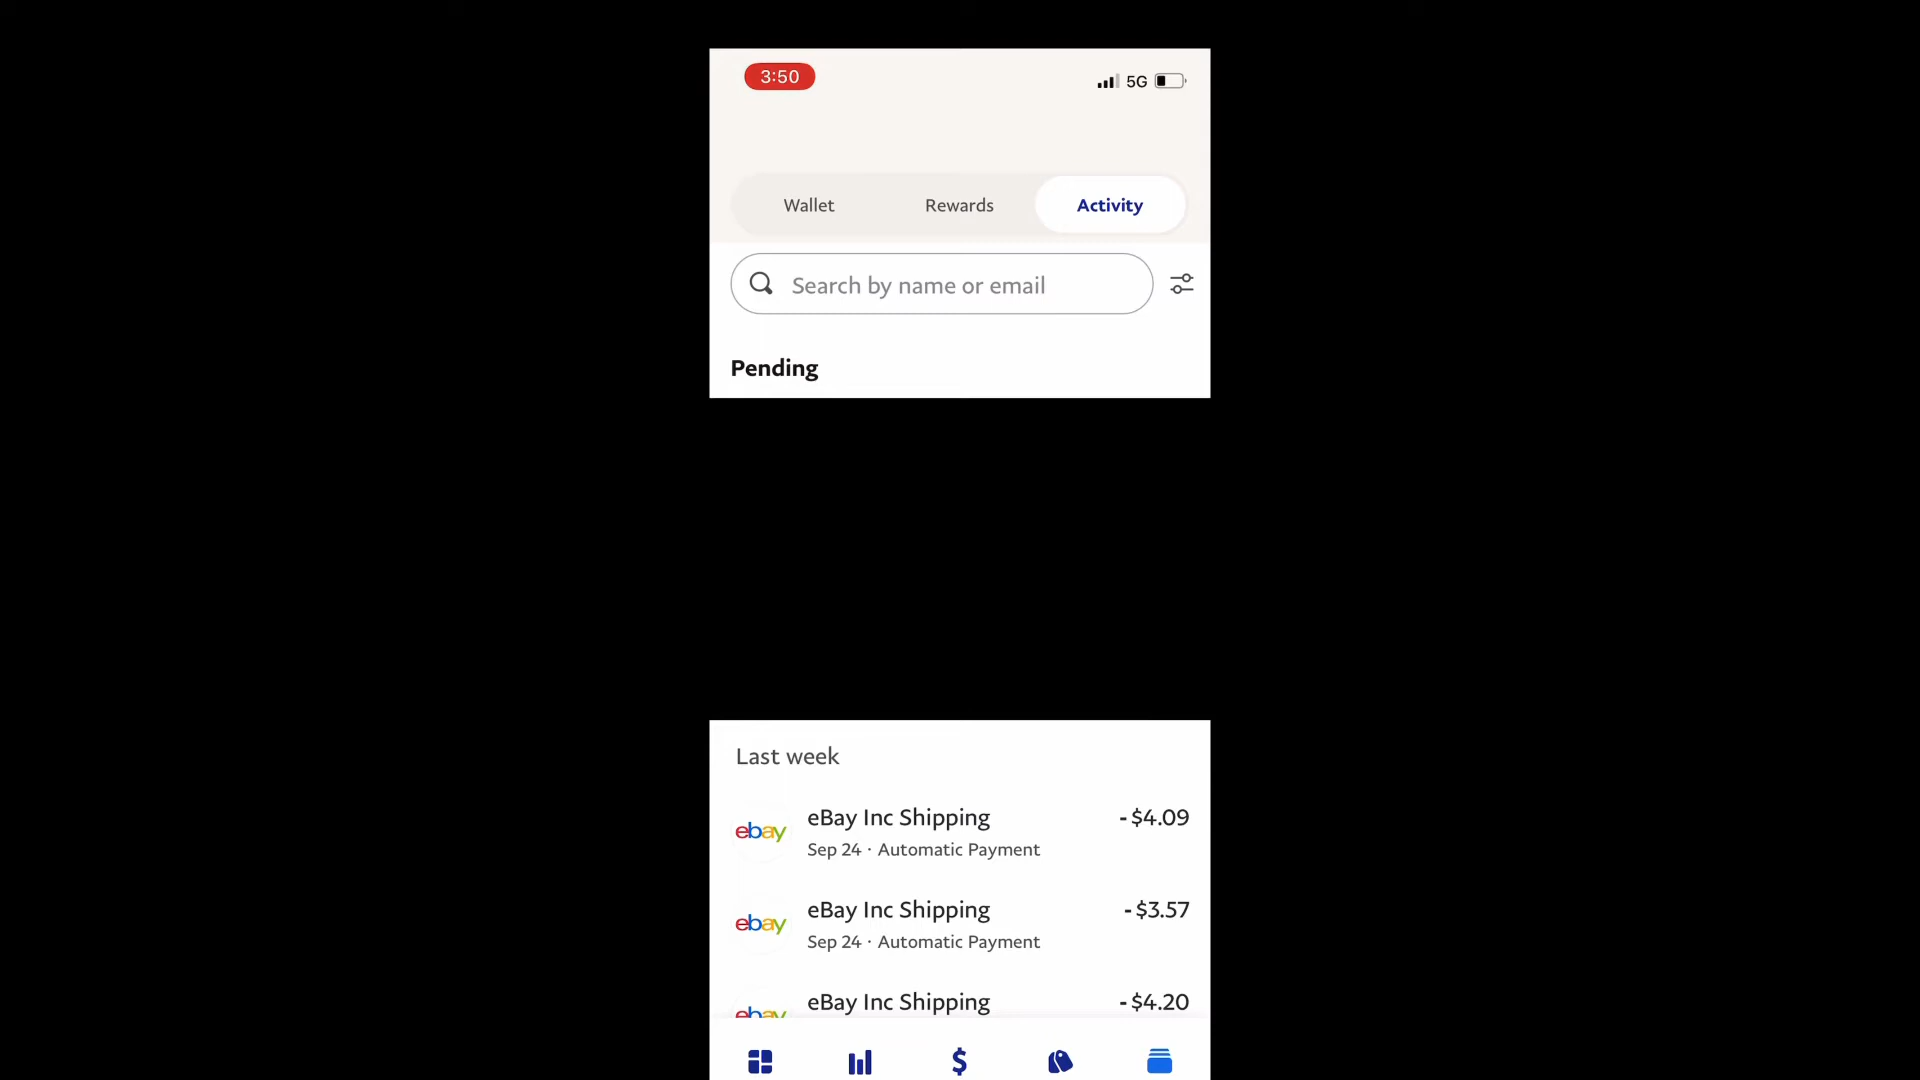 3:50 5G
Wallet Rewards Activity
Search by name or email
Pending
Last week
eBay Inc Shipping -$4.09
ebay
Sep 24 · Automatic Payment
eBay Inc Shipping -$3.57
ebay
Sep 24 · Automatic Payment
eBay Inc Shipping -$4.20
ebay
$